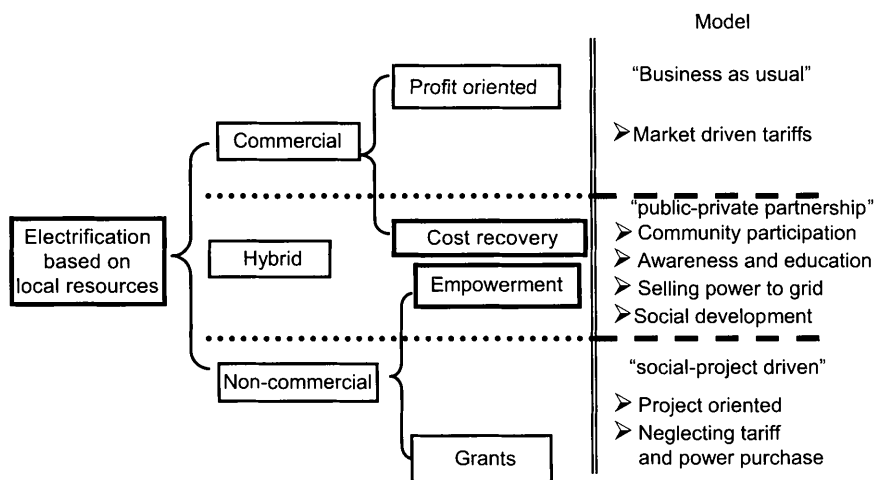 Model
Profit oriented
"Business as usual"
Commercial
➢ Market driven tariffs
"public-private partnership"
Electrification
based on
local resources
Hybrid
Cost recovery
Empowerment
➢ Community participation
➢ Awareness and education
➢ Selling power to grid
➢ Social development
Non-commercial
"social-project driven"
➢ Project oriented
➢ Neglecting tariff
and power purchase
Grants